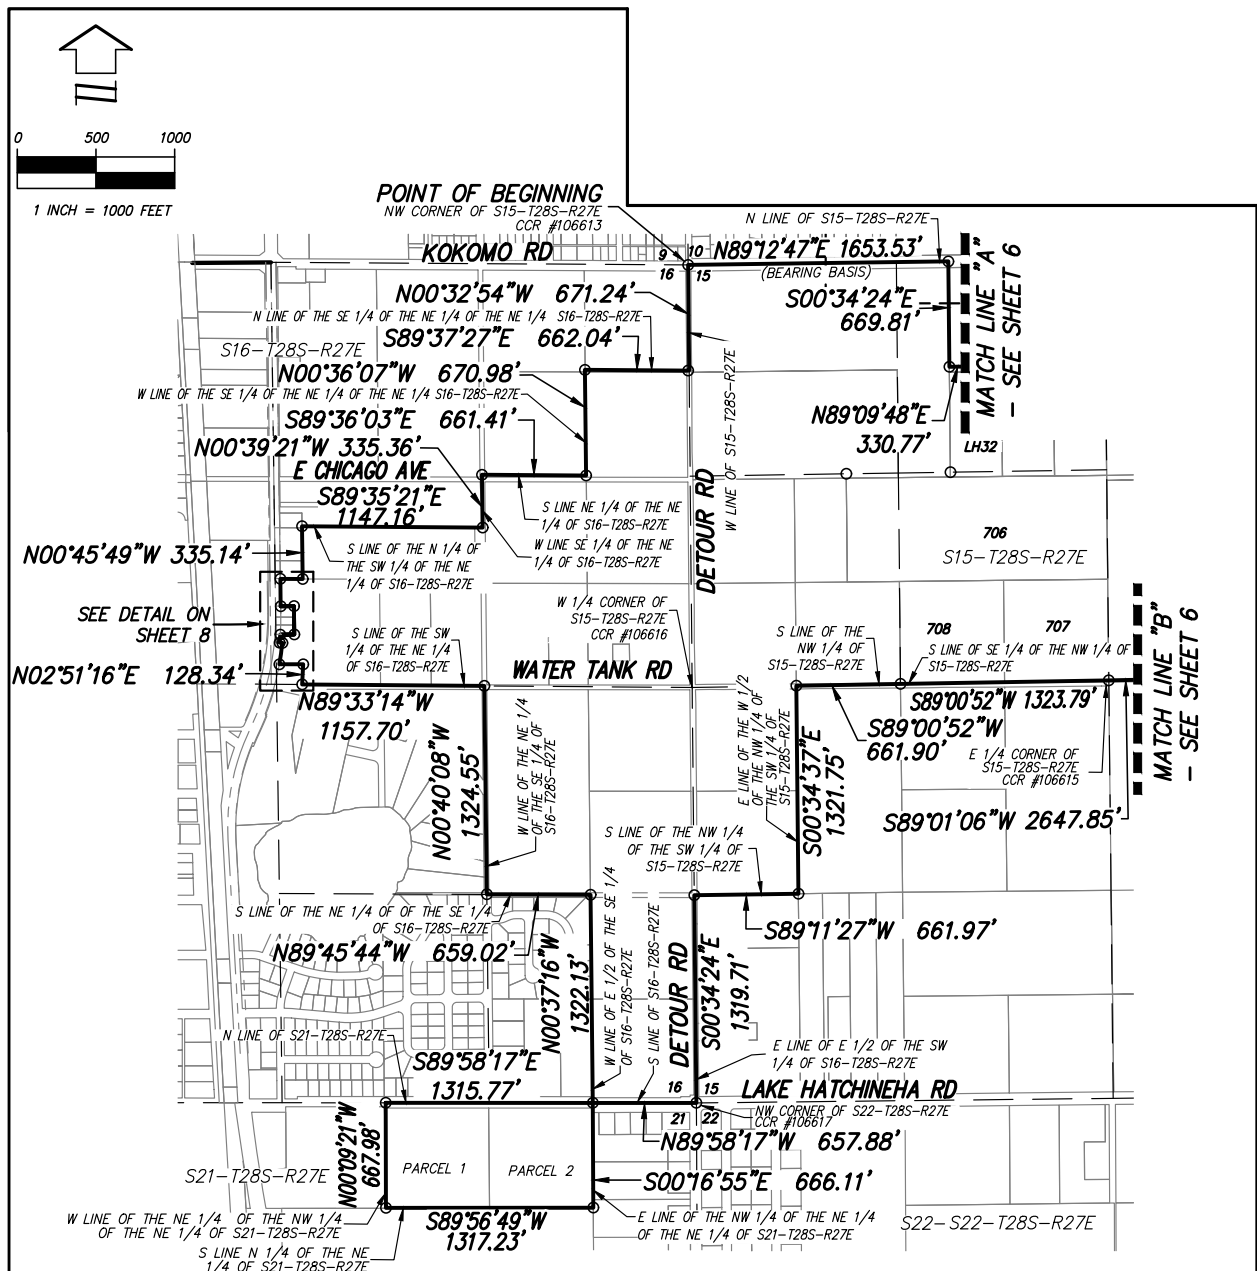 0 500 1000
1 INCH = 1000 FEET
POINT OF BEGINNING
NW CORNER OF S15-T28S-R27E
CCR #106613
KOKOMO RD
9 10
16 15
N LINE OF S15-T28S-R27E
N89°12'47"E 1653.53'
(BEARING BASIS)
S00°34'24"E
669.81'
MATCH LINE "A"
- SEE SHEET 6
N00°32'54"W 671.24'
N LINE OF THE SE 1/4 OF THE NE 1/4 OF THE NE 1/4 S16-T28S-R27E
S89°37'27"E 662.04'
S16-T28S-R27E
N00°36'07"W 670.98'
W LINE OF THE SE 1/4 OF THE NE 1/4 OF THE NE 1/4 S16-T28S-R27E
S89°36'03"E 661.41'
N00°39'21"W 335.36'
E CHICAGO AVE
S89°35'21"E
1147.16'
N89°09'48"E
330.77'
LH32
W LINE OF S15-T28S-R27E
DETOUR RD
S LINE NE 1/4 OF THE NE
1/4 OF S16-T28S-R27E
W LINE SE 1/4 OF THE NE
1/4 OF S16-T28S-R27E
706
S15-T28S-R27E
N00°45'49"W 335.14'
S LINE OF THE N 1/4 OF
THE SW 1/4 OF THE NE
1/4 OF S16-T28S-R27E
SEE DETAIL ON
SHEET 8
W 1/4 CORNER OF
S15-T28S-R27E
CCR #106616
S LINE OF THE SW
1/4 OF THE NE 1/4
OF S16-T28S-R27E
WATER TANK RD
S LINE OF THE
NW 1/4 OF
S15-T28S-R27E
708
707
S LINE OF SE 1/4 OF THE NW 1/4 OF
S15-T28S-R27E
MATCH LINE "B"
- SEE SHEET 6
N02°51'16"E 128.34'
N89°33'14"W
1157.70'
S89°00'52"W 1323.79'
S89°00'52"W
661.90'
E 1/4 CORNER OF
S15-T28S-R27E
CCR #106615
S89°01'06"W 2647.85'
N00°40'08"W
1324.55'
W LINE OF THE NE 1/4
OF THE SE 1/4 OF
S16-T28S-R27E
E LINE OF THE W 1/2
OF THE NW 1/4 OF
THE SW 1/4 OF
S15-T28S-R27E
S00°34'37"E
1321.75'
S LINE OF THE NW 1/4
OF THE SW 1/4 OF
S15-T28S-R27E
S LINE OF THE NE 1/4 OF OF THE SE 1/4
OF S16-T28S-R27E
N89°45'44"W 659.02'
S89°11'27"W 661.97'
N00°37'16"W
1322.13'
W LINE OF E 1/2 OF THE SE 1/4
OF S16-T28S-R27E
S LINE OF S16-T28S-R27E
DETOUR RD
S00°34'24"E
1319.71'
N LINE OF S21-T28S-R27E
S89°58'17"E
1315.77'
E LINE OF E 1/2 OF THE SW
1/4 OF S16-T28S-R27E
16 15
LAKE HATCHINEHA RD
21 22
NW CORNER OF S22-T28S-R27E
CCR #106617
N89°58'17"W 657.88'
N00°09'21"W
667.98'
PARCEL 1
PARCEL 2
S00°16'55"E 666.11'
S21-T28S-R27E
W LINE OF THE NE 1/4 OF THE NW 1/4
OF THE NE 1/4 OF S21-T28S-R27E
S89°56'49"W
1317.23'
S LINE N 1/4 OF THE NE
1/4 OF S21-T28S-R27E
E LINE OF THE NW 1/4 OF THE NE 1/4
OF THE NE 1/4 OF S21-T28S-R27E
S22-S22-T28S-R27E